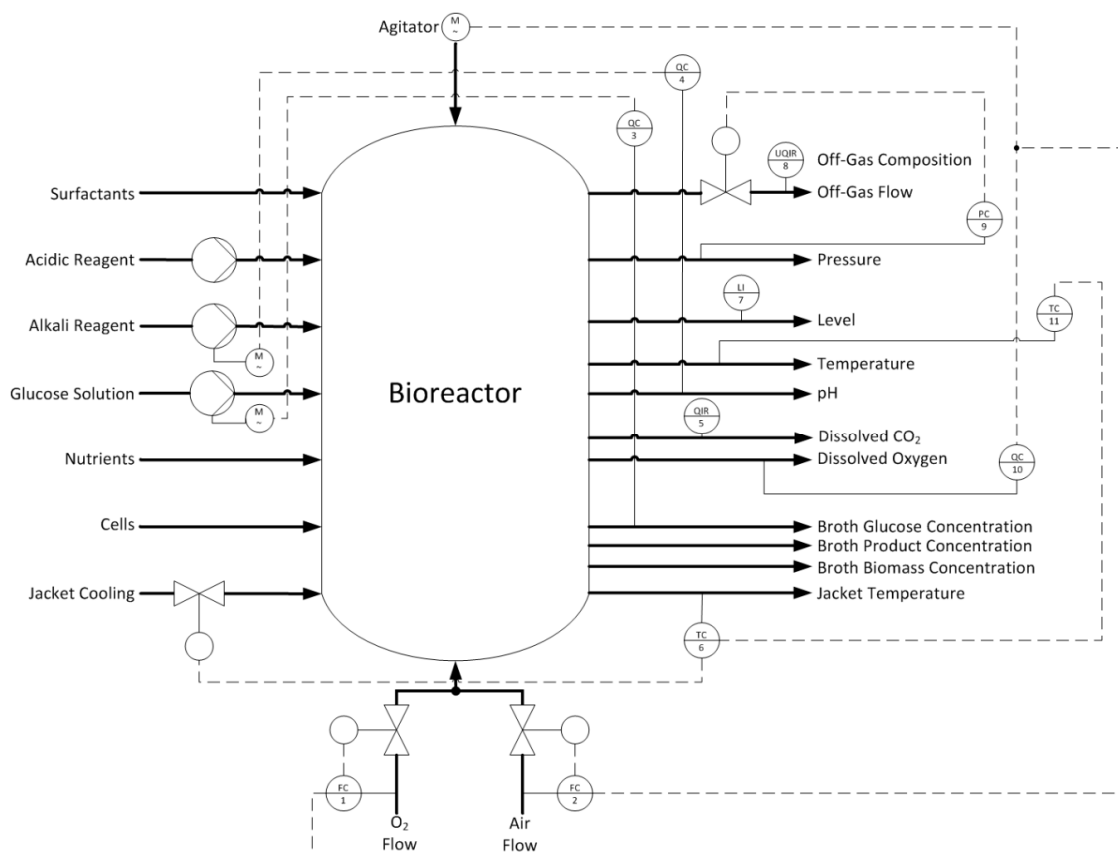 Agitator
M
~
QC
4
QC
3
UQIR
8
Off-Gas Composition
Surfactants
Off-Gas Flow
PC
9
Acidic Reagent
Pressure
LI
7
TC
11
Alkali Reagent
Level
M
~
Temperature
Glucose Solution
Bioreactor
pH
M
~
QIR
5
Dissolved CO₂
Nutrients
Dissolved Oxygen
QC
10
Cells
Broth Glucose Concentration
Broth Product Concentration
Broth Biomass Concentration
Jacket Cooling
Jacket Temperature
TC
6
FC
1
FC
2
O₂
Flow
Air
Flow